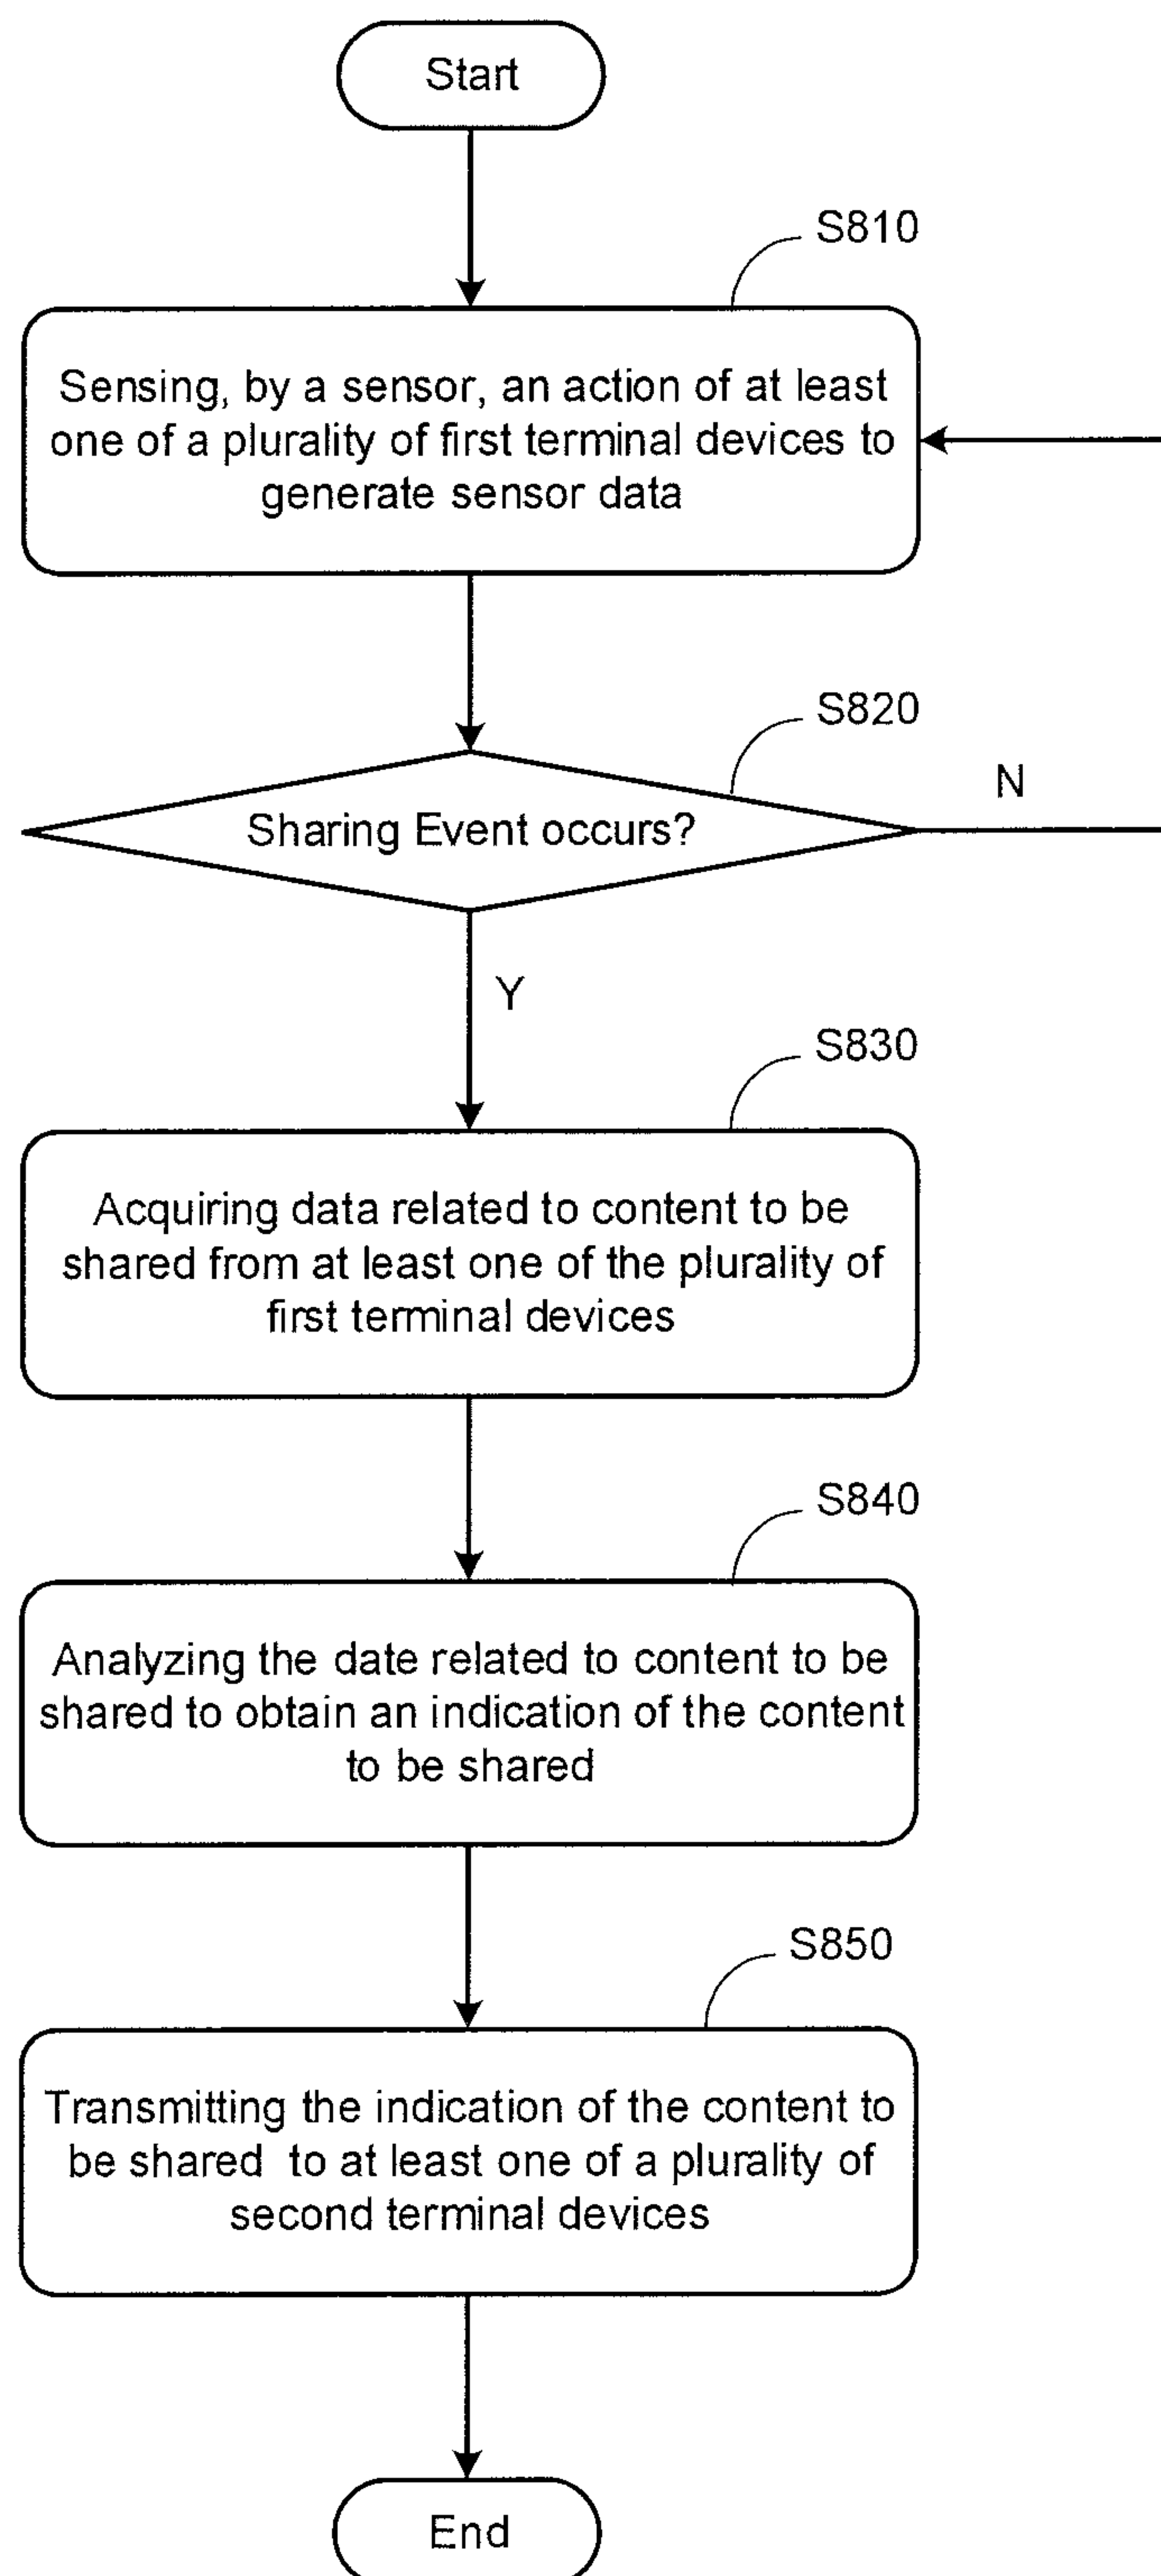 Start
S810
Sensing, by a sensor, an action of at least
one of a plurality of first terminal devices to
generate sensor data
S820
Sharing Event occurs?
N
Y
S830
Acquiring data related to content to be
shared from at least one of the plurality of
first terminal devices
S840
Analyzing the date related to content to be
shared to obtain an indication of the content
to be shared
S850
Transmitting the indication of the content to
be shared to at least one of a plurality of
second terminal devices
End